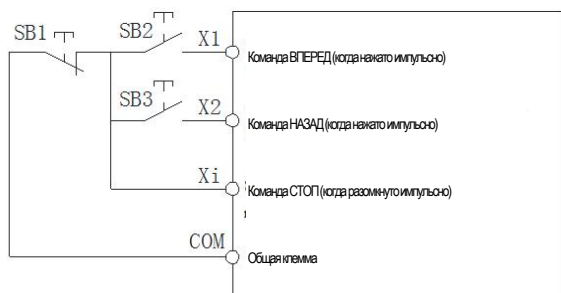 SB1 SB2 X1
Команда ВПЕРЕД (когда нажато импульсно)
SB3 X2
Команда НАЗАД (когда нажато импульсно)
Xi
Команда СТОП (когда разомкнуто импульсно)
COM
Общая клемма